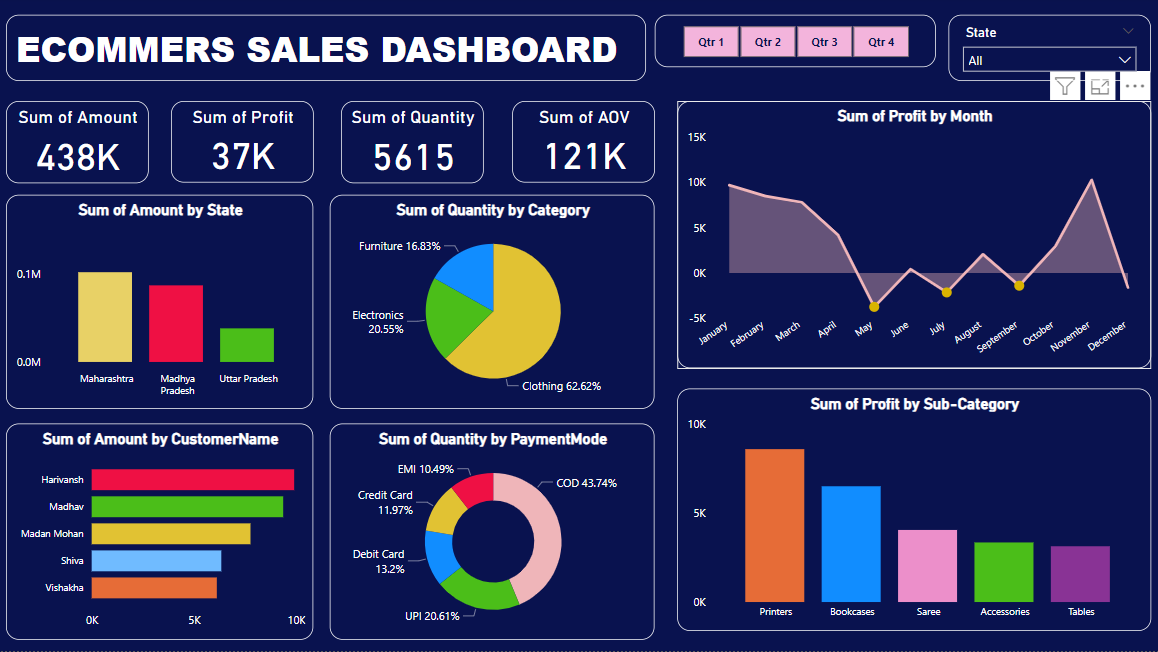 ECOMMERS SALES DASHBOARD
Qtr 1
Qtr 2
Qtr 3
Qtr 4
State
All
Sum of Amount
438K
Sum of Profit
37K
Sum of Quantity
5615
Sum of AOV
121K
Sum of Profit by Month
15K
10K
5K
0K
-5K
January
February
March
April
May
June
July
August
September
October
November
December
Sum of Amount by State
0.1M
0.0M
Maharashtra
Madhya
Pradesh
Uttar Pradesh
Sum of Quantity by Category
Furniture 16.83%
Electronics
20.55%
Clothing 62.62%
Sum of Amount by CustomerName
Harivansh
Madhav
Madan Mohan
Shiva
Vishakha
0K
5K
10K
Sum of Quantity by PaymentMode
EMI 10.49%
COD 43.74%
Credit Card
11.97%
Debit Card
13.2%
UPI 20.61%
Sum of Profit by Sub-Category
10K
5K
0K
Printers
Bookcases
Saree
Accessories
Tables